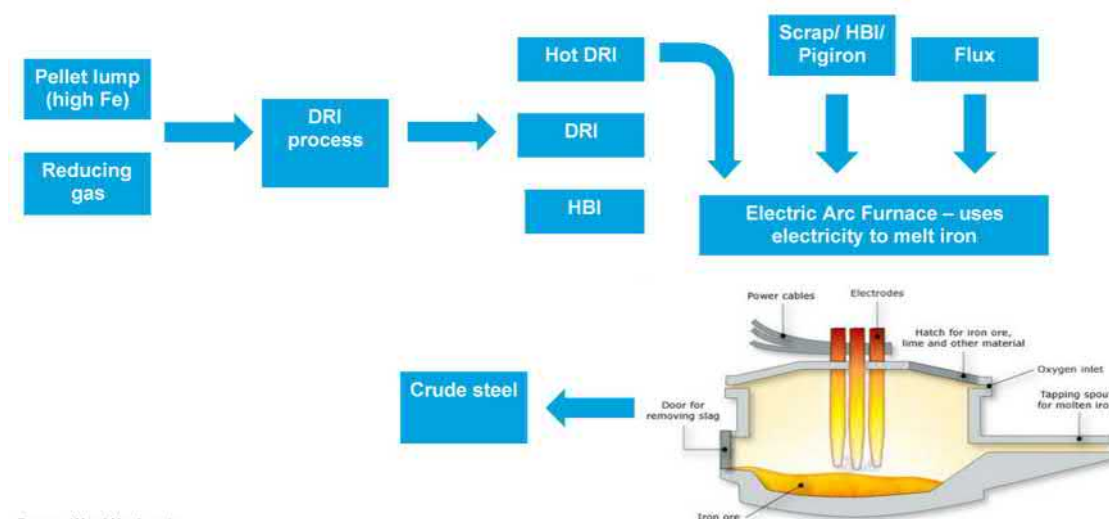 Pellet lump
(high Fe)
Reducing
gas
DRI
process
Hot DRI
DRI
HBI
Scrap/ HBI/
Pigiron
Flux
Electric Arc Furnace – uses
electricity to melt iron
Power cables
Electrodes
Hatch for iron ore,
lime and other material
Oxygen inlet
Tapping spout
for molten iro
Door for
removing slag
Iron ore
Crude steel